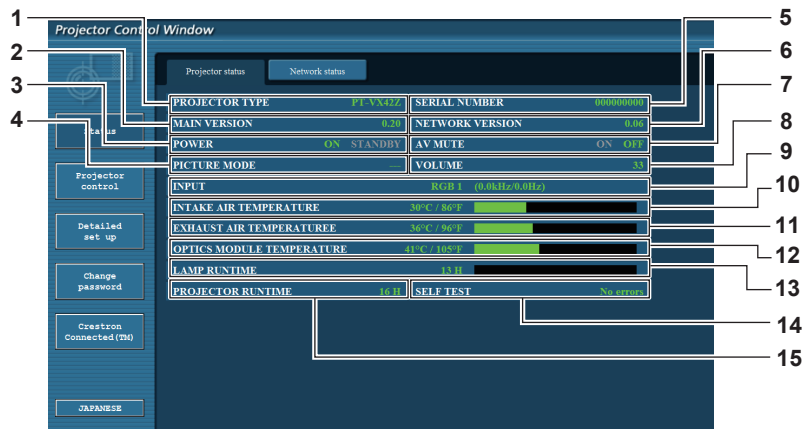 Projector Control Window
Projector status
Network status
1
2
3
4
5
6
7
8
9
10
11
12
13
14
15
Status
Projector
control
Detailed
set up
Change
password
Crestron
Connected(TM)
JAPANESE
PROJECTOR TYPE PT-VX42Z
SERIAL NUMBER 000000000
MAIN VERSION 0.20
NETWORK VERSION 0.06
POWER ON STANDBY
AV MUTE ON OFF
PICTURE MODE —
VOLUME 33
INPUT RGB 1 (0.0kHz/0.0Hz)
INTAKE AIR TEMPERATURE 30°C / 86°F
EXHAUST AIR TEMPERATUREE 36°C / 96°F
OPTICS MODULE TEMPERATURE 41°C / 105°F
LAMP RUNTIME 13 H
PROJECTOR RUNTIME 16 H
SELF TEST No errors